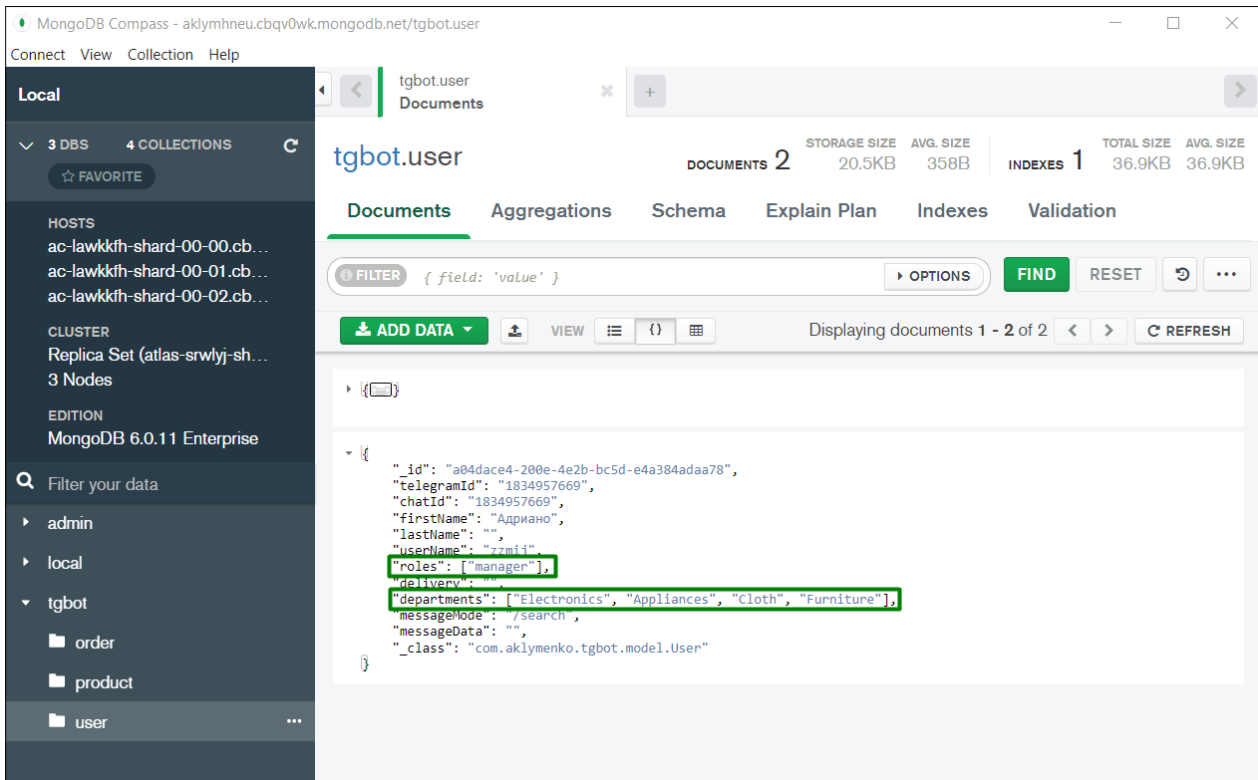 MongoDB Compass - aklymhneu.cbqv0wk.mongodb.net/tgbot.user
Connect View Collection Help
Local
3 DBS 4 COLLECTIONS
FAVORITE
HOSTS
ac-lawkkfh-shard-00-00.cb...
ac-lawkkfh-shard-00-01.cb...
ac-lawkkfh-shard-00-02.cb...
CLUSTER
Replica Set (atlas-srwlyj-sh...
3 Nodes
EDITION
MongoDB 6.0.11 Enterprise
Filter your data
admin
local
tgbot
order
product
user
tgbot.user
Documents
tgbot.user
DOCUMENTS 2
STORAGE SIZE
20.5KB
AVG. SIZE
358B
INDEXES 1
TOTAL SIZE
36.9KB
AVG. SIZE
36.9KB
Documents Aggregations Schema Explain Plan Indexes Validation
FILTER { field: 'value' } OPTIONS FIND RESET
ADD DATA VIEW {} Displaying documents 1 - 2 of 2 REFRESH
{}
{
"_id": "a04dace4-200e-4e2b-bc5d-e4a384adaa78",
"telegramId": "1834957669",
"chatId": "1834957669",
"firstName": "Адриано",
"lastName": "",
"userName": "zzmij",
"roles": ["manager"],
"delivery": "",
"departments": ["Electronics", "Appliances", "Cloth", "Furniture"],
"messageMode": "/search",
"messageData": "",
"_class": "com.aklymenko.tgbot.model.User"
}